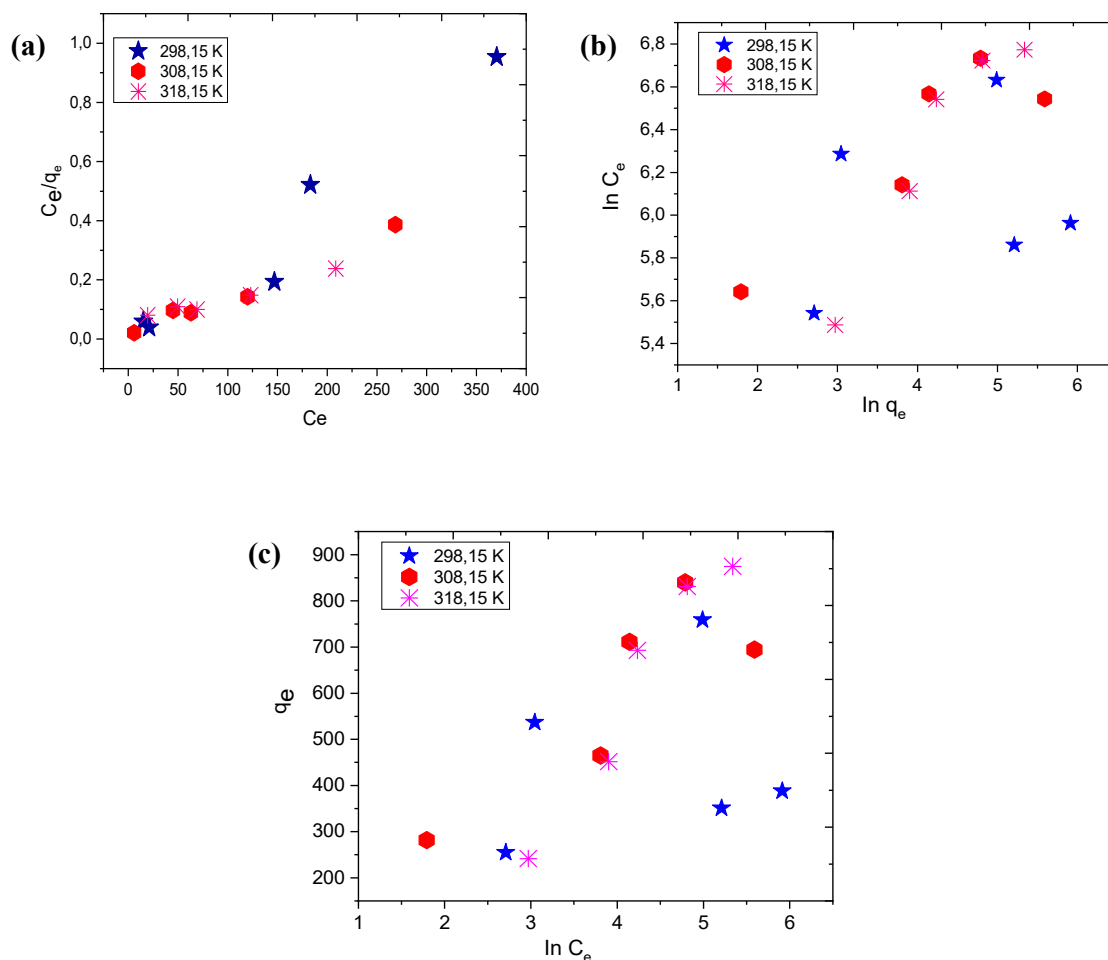 (a)
298,15 K
308,15 K
318,15 K
1,0
0,8
0,6
0,4
0,2
0,0
Ce/qe
0 50 100 150 200 250 300 350 400
Ce
(b)
298,15 K
308,15 K
318,15 K
6,8
6,6
6,4
6,2
6,0
5,8
5,6
5,4
ln Ce
1 2 3 4 5 6
ln qe
(c)
298,15 K
308,15 K
318,15 K
900
800
700
600
500
400
300
200
qe
1 2 3 4 5 6
ln Ce